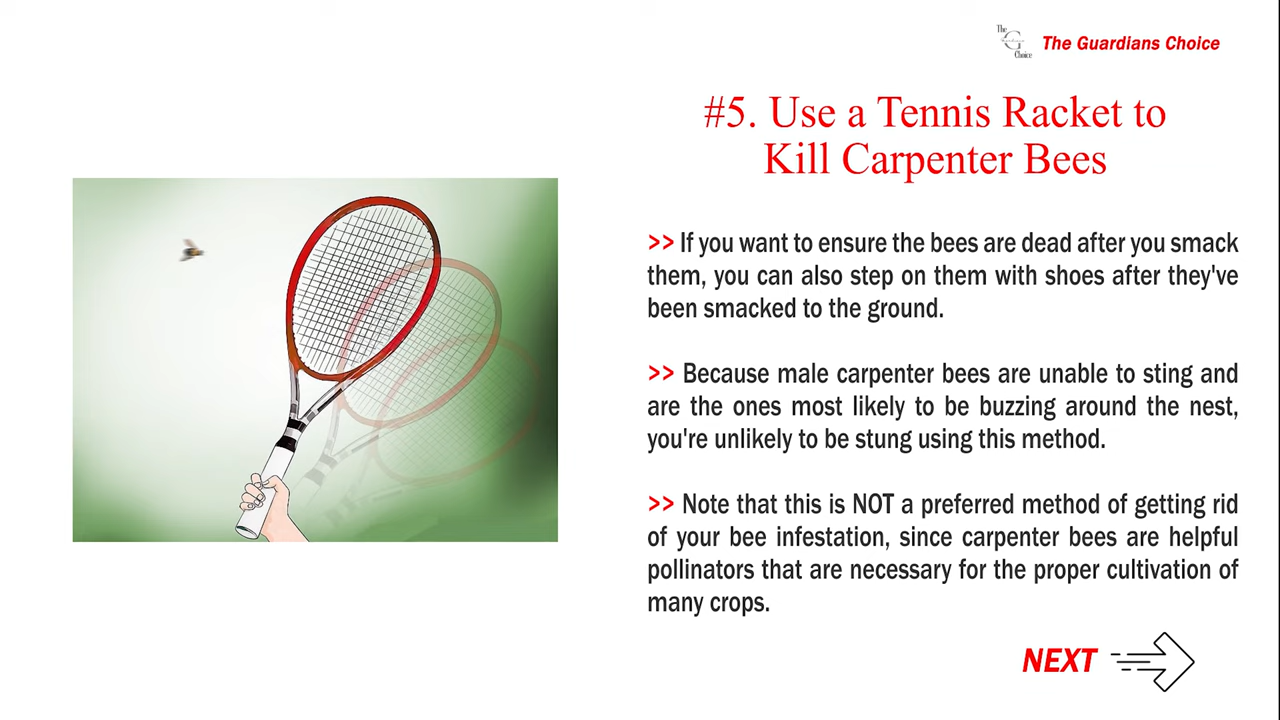 The
G
Choice
The Guardians Choice
#5. Use a Tennis Racket to
Kill Carpenter Bees
>> If you want to ensure the bees are dead after you smack
them, you can also step on them with shoes after they've
been smacked to the ground.
>> Because male carpenter bees are unable to sting and
are the ones most likely to be buzzing around the nest,
you're unlikely to be stung using this method.
>> Note that this is NOT a preferred method of getting rid
of your bee infestation, since carpenter bees are helpful
pollinators that are necessary for the proper cultivation of
many crops.
NEXT